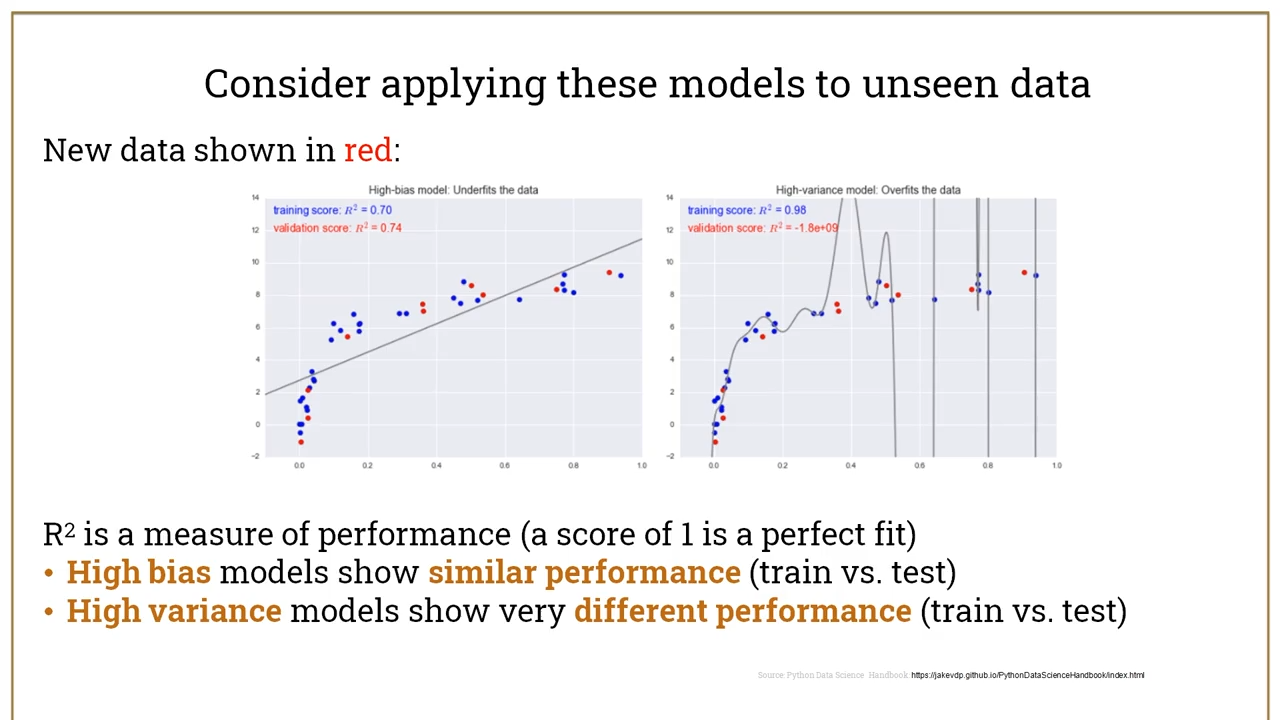 Consider applying these models to unseen data
New data shown in red:
High-bias model: Underfits the data
training score: R² = 0.70
validation score: R² = 0.74
14
12
10
8
6
4
2
0
−2
0.0 0.2 0.4 0.6 0.8 1.0
High-variance model: Overfits the data
training score: R² = 0.98
validation score: R² = -1.8e+09
14
12
10
8
6
4
2
0
−2
0.0 0.2 0.4 0.6 0.8 1.0
R² is a measure of performance (a score of 1 is a perfect fit)
• High bias models show similar performance (train vs. test)
• High variance models show very different performance (train vs. test)
Source: Python Data Science Handbook: https://jakevdp.github.io/PythonDataScienceHandbook/index.html